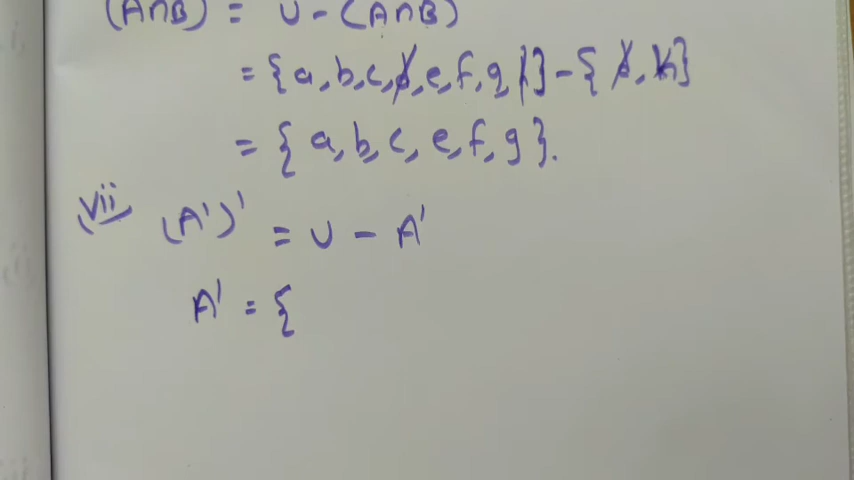 (A∩B) = U - (A∩B)
= {a, b, c, d, e, f, g, h} - {d, h}
= {a, b, c, e, f, g}.
(vii (A')' = U - A'
A' = {